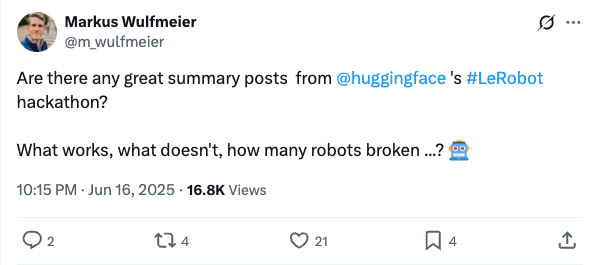 Markus Wulfmeier
@m_wulfmeier
Are there any great summary posts from @huggingface 's #LeRobot
hackathon?
What works, what doesn't, how many robots broken ...? 🤖
10:15 PM · Jun 16, 2025 · 16.8K Views
2 4 21 4